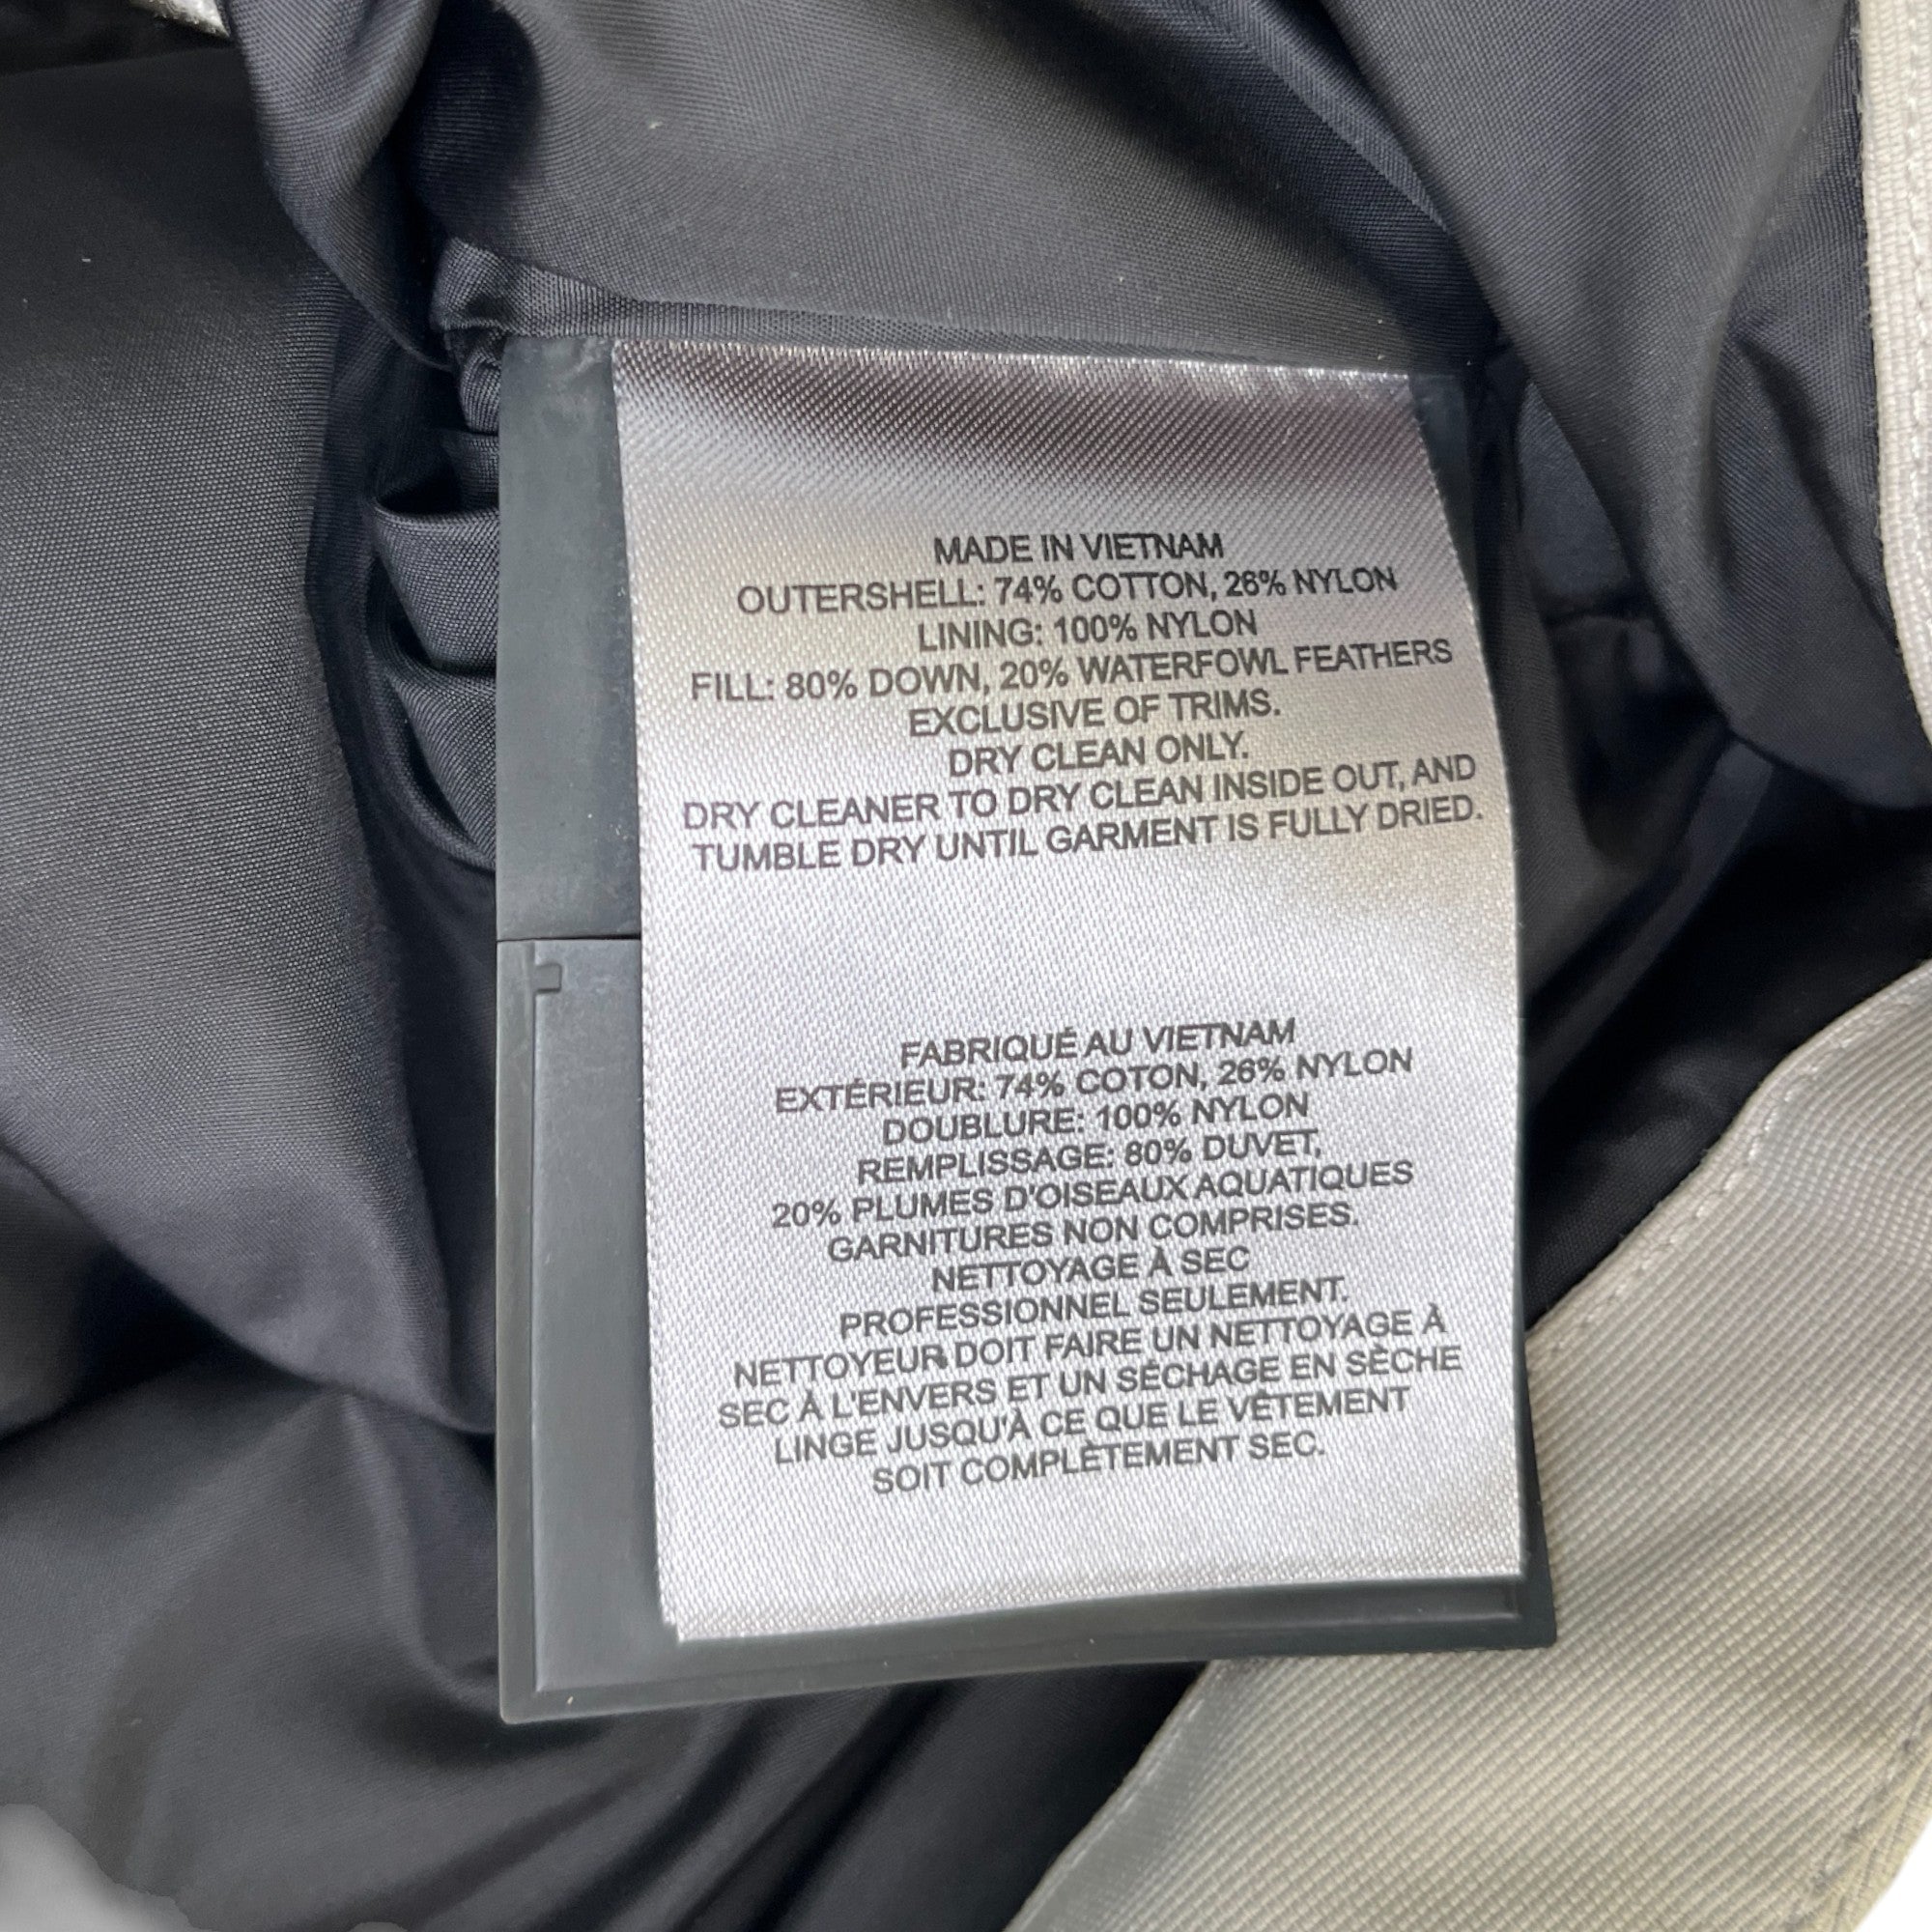 MADE IN VIETNAM
OUTERSHELL: 74% COTTON, 26% NYLON
LINING: 100% NYLON
FILL: 80% DOWN, 20% WATERFOWL FEATHERS
EXCLUSIVE OF TRIMS.
DRY CLEAN ONLY.
DRY CLEANER TO DRY CLEAN INSIDE OUT, AND
TUMBLE DRY UNTIL GARMENT IS FULLY DRIED.
FABRIQUÉ AU VIETNAM
EXTÉRIEUR: 74% COTON, 26% NYLON
DOUBLURE: 100% NYLON
REMPLISSAGE: 80% DUVET,
20% PLUMES D'OISEAUX AQUATIQUES
GARNITURES NON COMPRISES.
NETTOYAGE À SEC
PROFESSIONNEL SEULEMENT.
NETTOYEUR DOIT FAIRE UN NETTOYAGE À
SEC À L'ENVERS ET UN SÉCHAGE EN SÈCHE
LINGE JUSQU'À CE QUE LE VÊTEMENT
SOIT COMPLÈTEMENT SEC.